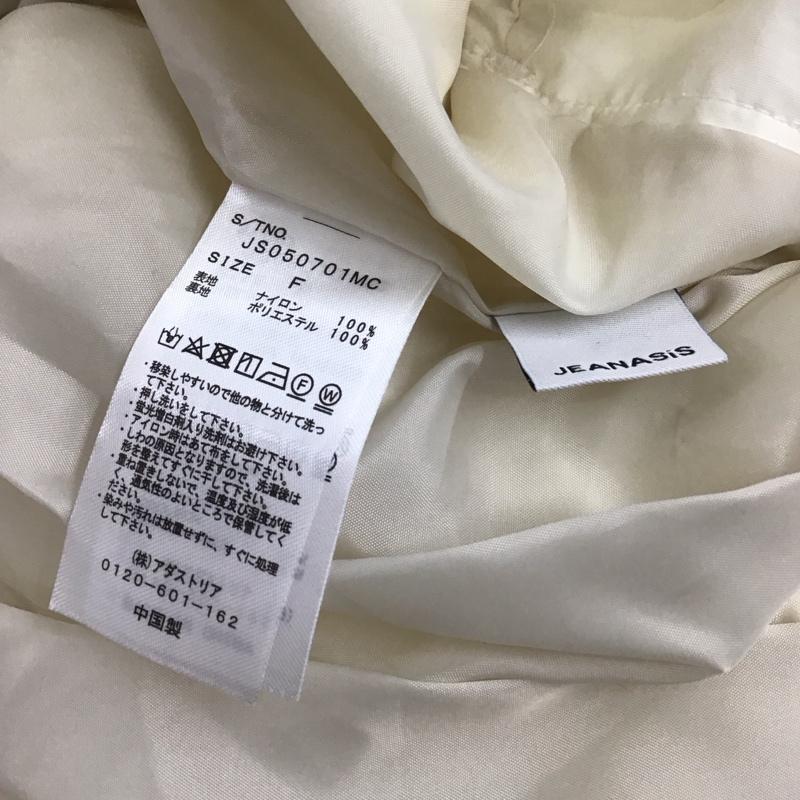 S/TNO.
JS050701MC
SIZE F
表地 ナイロン 100%
裏地 ポリエステル 100%
F W
・移染しやすいので他の物と分けて洗っ
て下さい。
・押し洗いをして下さい。
・蛍光増白剤入り洗剤はお避け下さい。
・アイロン時はあて布をして下さい。
・しわの原因となりますので、洗濯後は
形を整えてすぐに干して下さい。
・重ね置きしないで、温度及び湿度が低
く、通気性のよいところで保管してく
ださい。
・染みや汚れは放置せずに、すぐに処理
して下さい。
(株)アダストリア
0120-601-162
中国製
JEANASiS